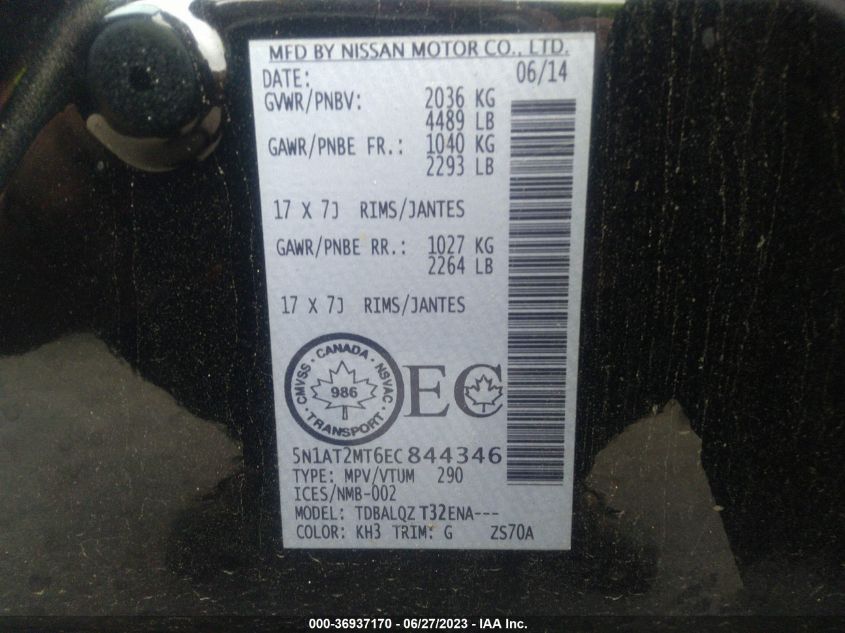 MFD BY NISSAN MOTOR CO., LTD.
DATE: 06/14
GVWR/PNBV: 2036 KG
4489 LB
GAWR/PNBE FR.: 1040 KG
2293 LB
17 X 7J RIMS/JANTES
GAWR/PNBE RR.: 1027 KG
2264 LB
17 X 7J RIMS/JANTES
CMVSS · CANADA · NSVAC
986
· TRANSPORT ·
EC
5N1AT2MT6EC844346
TYPE: MPV/VTUM 290
ICES/NMB-002
MODEL: TDBALQZ T32ENA---
COLOR: KH3 TRIM: G ZS70A
000-36937170 - 06/27/2023 - IAA Inc.